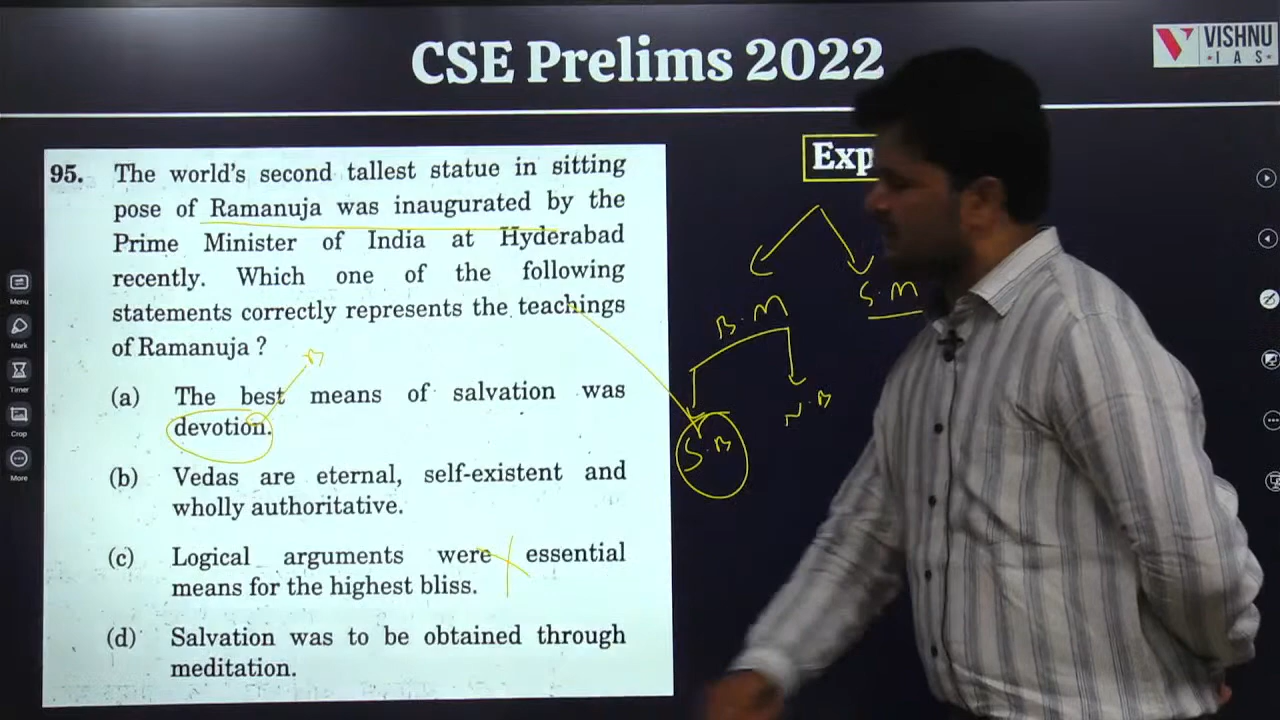 CSE Prelims 2022
VISHNU
I A S
95. The world's second tallest statue in sitting
pose of Ramanuja was inaugurated by the
Prime Minister of India at Hyderabad
recently. Which one of the following
statements correctly represents the teachings
of Ramanuja ?
(a) The best means of salvation was
devotion.
(b) Vedas are eternal, self-existent and
wholly authoritative.
(c) Logical arguments were essential
means for the highest bliss.
(d) Salvation was to be obtained through
meditation.
Exp
B.M
S.M
S.B
N.B
B
Menu
Mark
Timer
Crop
More